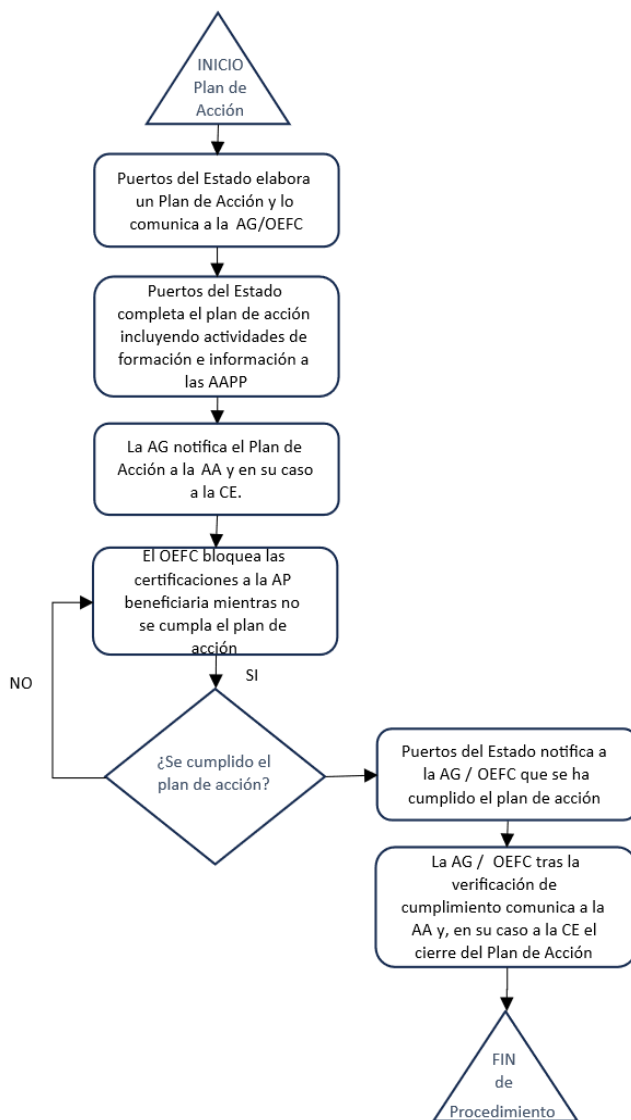 INICIO
Plan de
Acción
Puertos del Estado elabora
un Plan de Acción y lo
comunica a la AG/OEFC
Puertos del Estado
completa el plan de acción
incluyendo actividades de
formación e información a
las AAPP
La AG notifica el Plan de
Acción a la AA y en su caso
a la CE.
El OEFC bloquea las
certificaciones a la AP
beneficiaria mientras no
se cumpla el plan de
acción
NO
SI
¿Se cumplido el
plan de acción?
Puertos del Estado notifica a
la AG / OEFC que se ha
cumplido el plan de acción
La AG / OEFC tras la
verificación de
cumplimiento comunica a la
AA y, en su caso a la CE el
cierre del Plan de Acción
FIN
de
Procedimiento